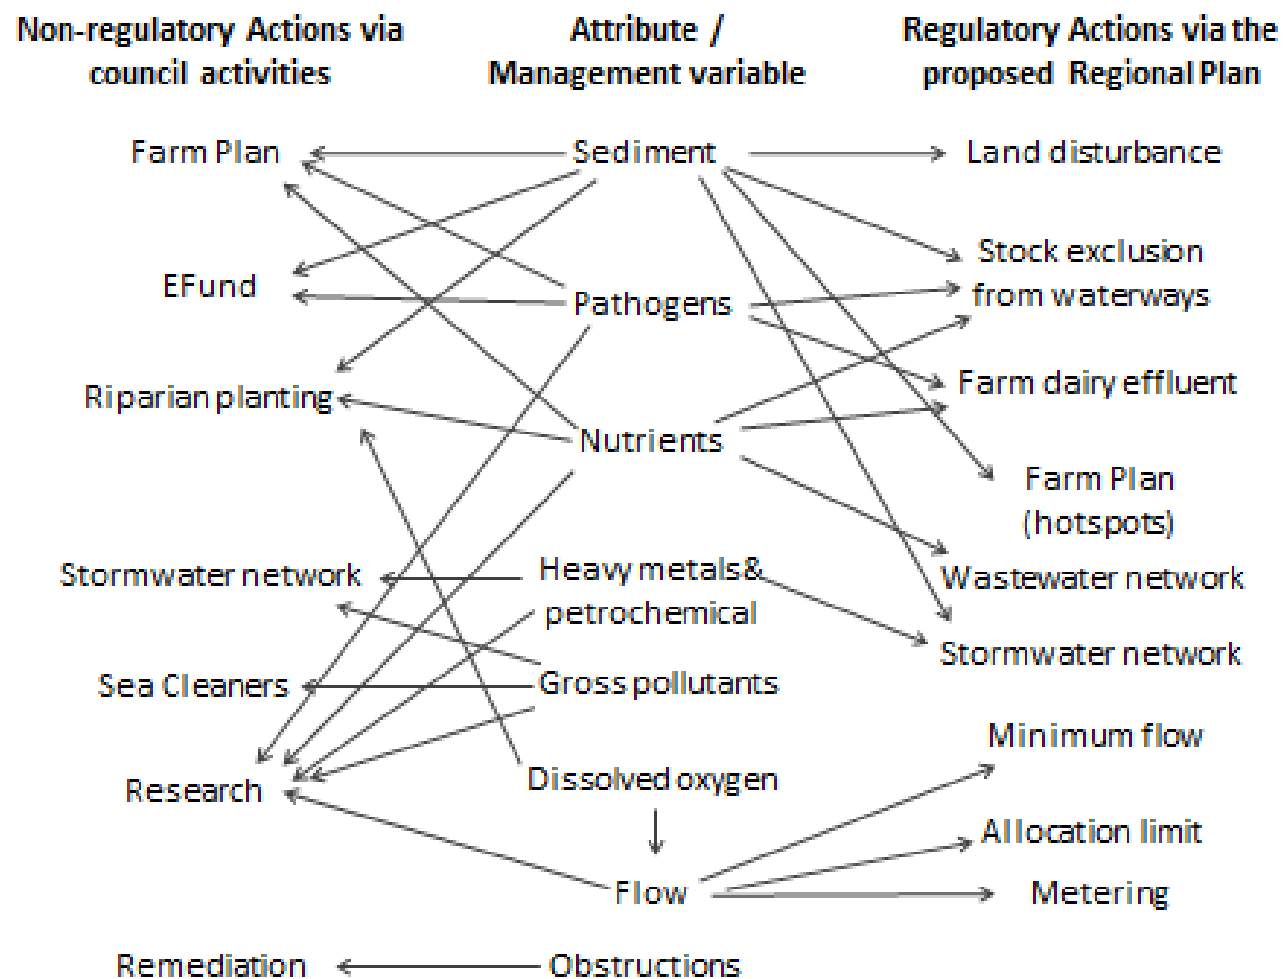 Non-regulatory Actions via
council activities
Attribute /
Management variable
Regulatory Actions via the
proposed Regional Plan
Farm Plan
Sediment
Land disturbance
EFund
Pathogens
Stock exclusion
from waterways
Riparian planting
Nutrients
Farm dairy effluent
Farm Plan
(hotspots)
Stormwater network
Heavy metals&
petrochemical
Wastewater network
Stormwater network
Sea Cleaners
Gross pollutants
Minimum flow
Research
Dissolved oxygen
Allocation limit
Flow
Metering
Remediation
Obstructions